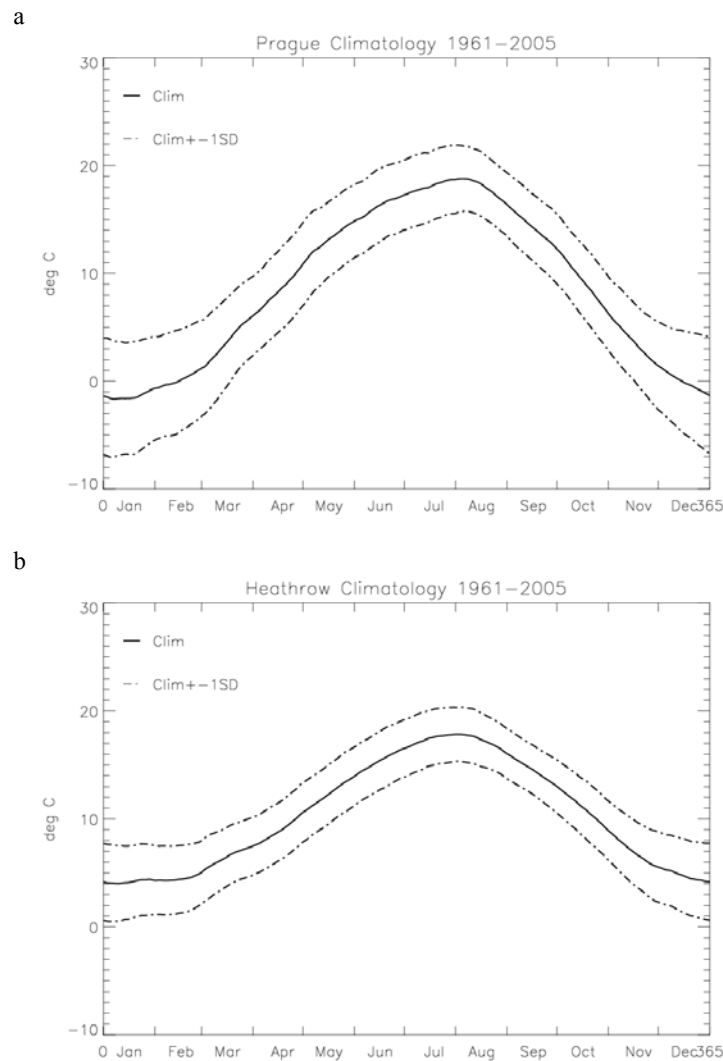 a
Prague Climatology 1961-2005
30
Clim
Clim+-1SD
20
deg C
10
0
-10
0 Jan Feb Mar Apr May Jun Jul Aug Sep Oct Nov Dec365
b
Heathrow Climatology 1961-2005
30
Clim
Clim+-1SD
20
deg C
10
0
-10
0 Jan Feb Mar Apr May Jun Jul Aug Sep Oct Nov Dec365